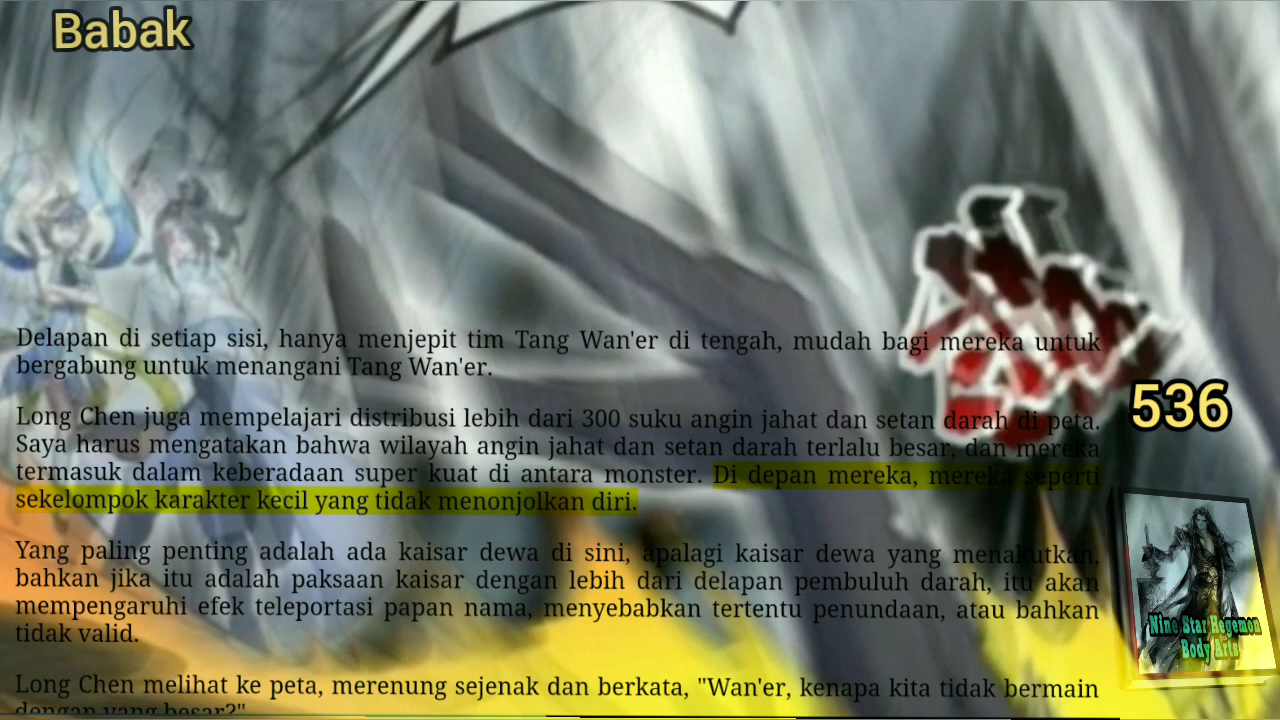 Babak
Delapan di setiap sisi, hanya menjepit tim Tang Wan'er di tengah, mudah bagi mereka untuk
bergabung untuk menangani Tang Wan'er.
Long Chen juga mempelajari distribusi lebih dari 300 suku angin jahat dan setan darah di peta.
Saya harus mengatakan bahwa wilayah angin jahat dan setan darah terlalu besar, dan mereka
termasuk dalam keberadaan super kuat di antara monster. Di depan mereka, mereka seperti
sekelompok karakter kecil yang tidak menonjolkan diri.
Yang paling penting adalah ada kaisar dewa di sini, apalagi kaisar dewa yang menakutkan,
bahkan jika itu adalah paksaan kaisar dengan lebih dari delapan pembuluh darah, itu akan
mempengaruhi efek teleportasi papan nama, menyebabkan tertentu penundaan, atau bahkan
tidak valid.
Long Chen melihat ke peta, merenung sejenak dan berkata, "Wan'er, kenapa kita tidak bermain
dengan yang besar?"
536
Nine Star Hegemon
Body Arts